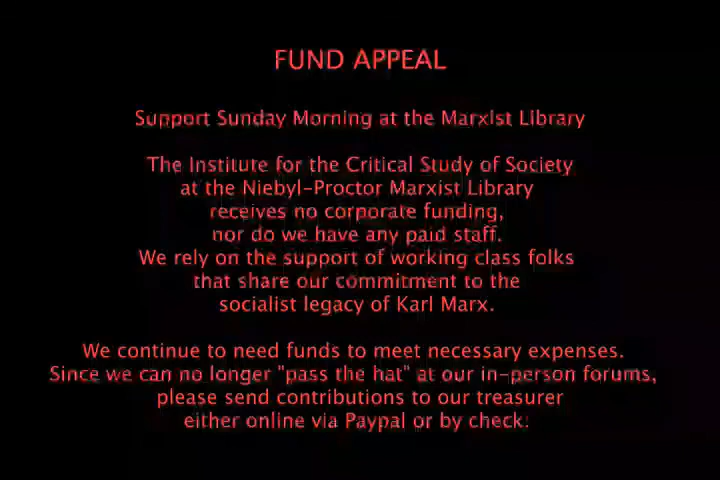 FUND APPEAL
Support Sunday Morning at the Marxist Library
The Institute for the Critical Study of Society
at the Niebyl-Proctor Marxist Library
receives no corporate funding,
nor do we have any paid staff.
We rely on the support of working class folks
that share our commitment to the
socialist legacy of Karl Marx.
We continue to need funds to meet necessary expenses.
Since we can no longer "pass the hat" at our in-person forums,
please send contributions to our treasurer
either online via Paypal or by check: